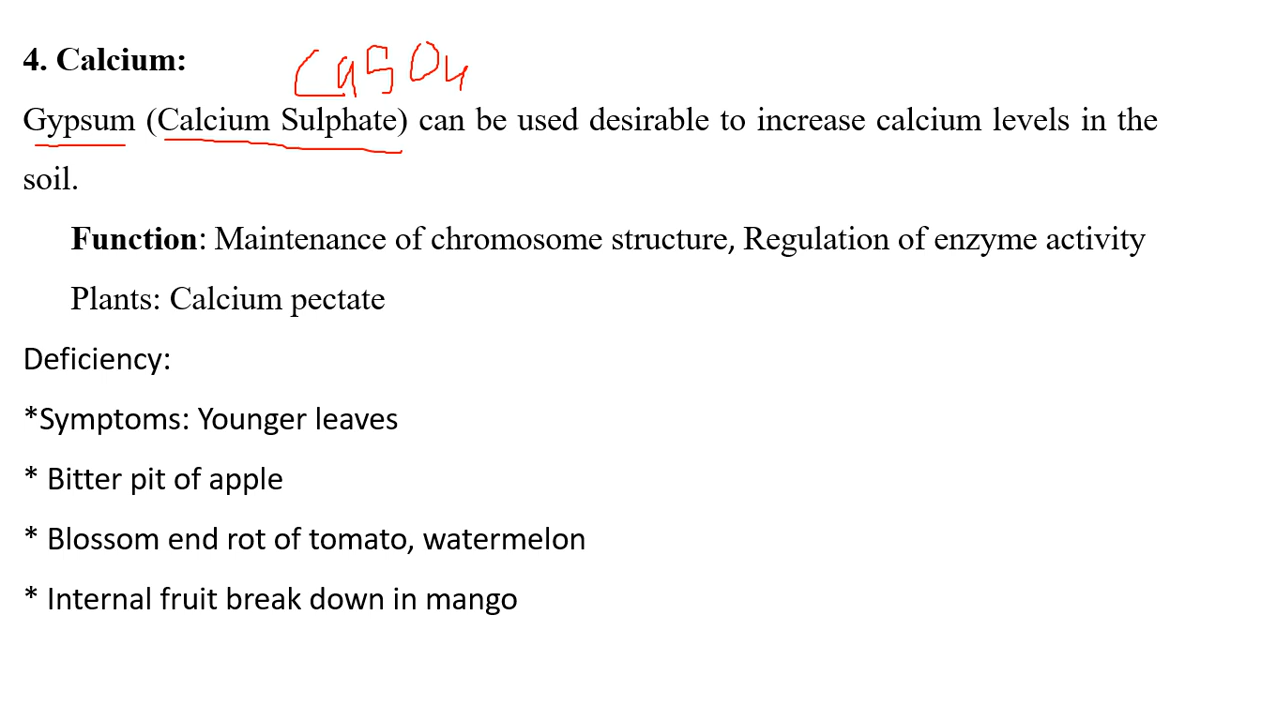 4. Calcium:
CaSO4
Gypsum (Calcium Sulphate) can be used desirable to increase calcium levels in the
soil.
Function: Maintenance of chromosome structure, Regulation of enzyme activity
Plants: Calcium pectate
Deficiency:
*Symptoms: Younger leaves
* Bitter pit of apple
* Blossom end rot of tomato, watermelon
* Internal fruit break down in mango